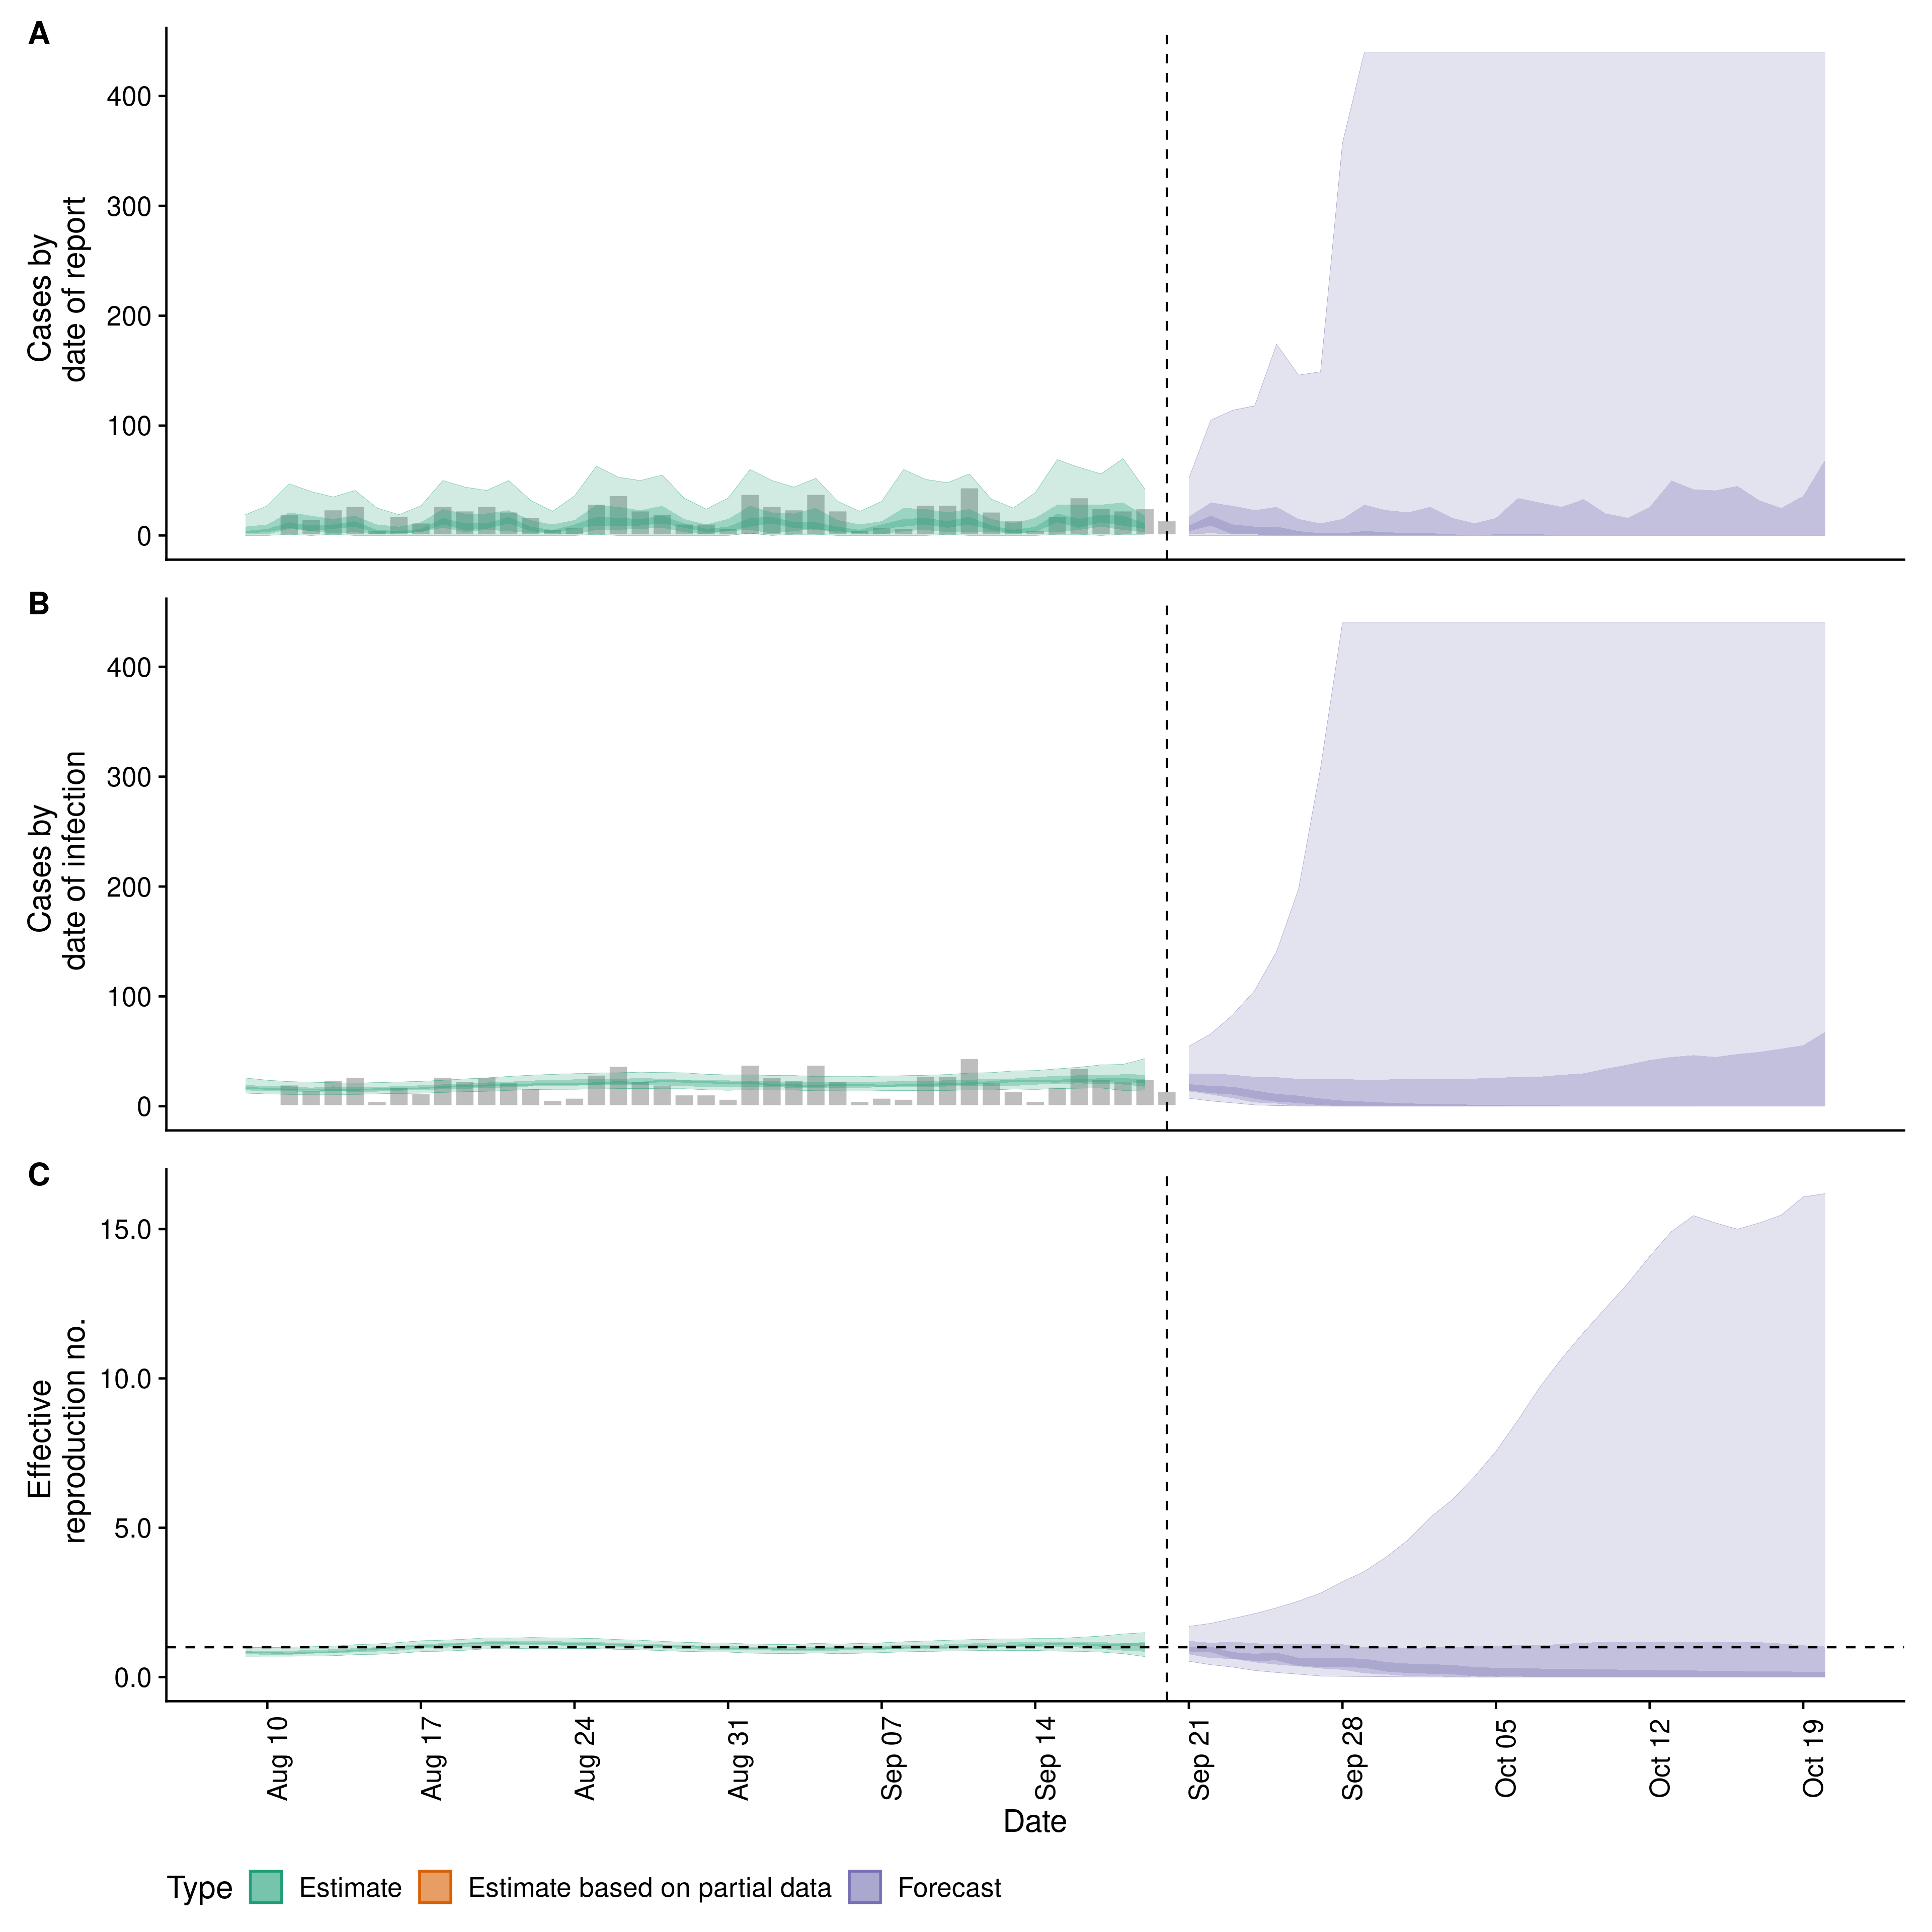 A
Cases by
date of report
400
300
200
100
0
B
Cases by
date of infection
400
300
200
100
0
C
Effective
reproduction no.
15.0
10.0
5.0
0.0
Aug 10
Aug 17
Aug 24
Aug 31
Sep 07
Sep 14
Sep 21
Sep 28
Oct 05
Oct 12
Oct 19
Date
Type Estimate Estimate based on partial data Forecast